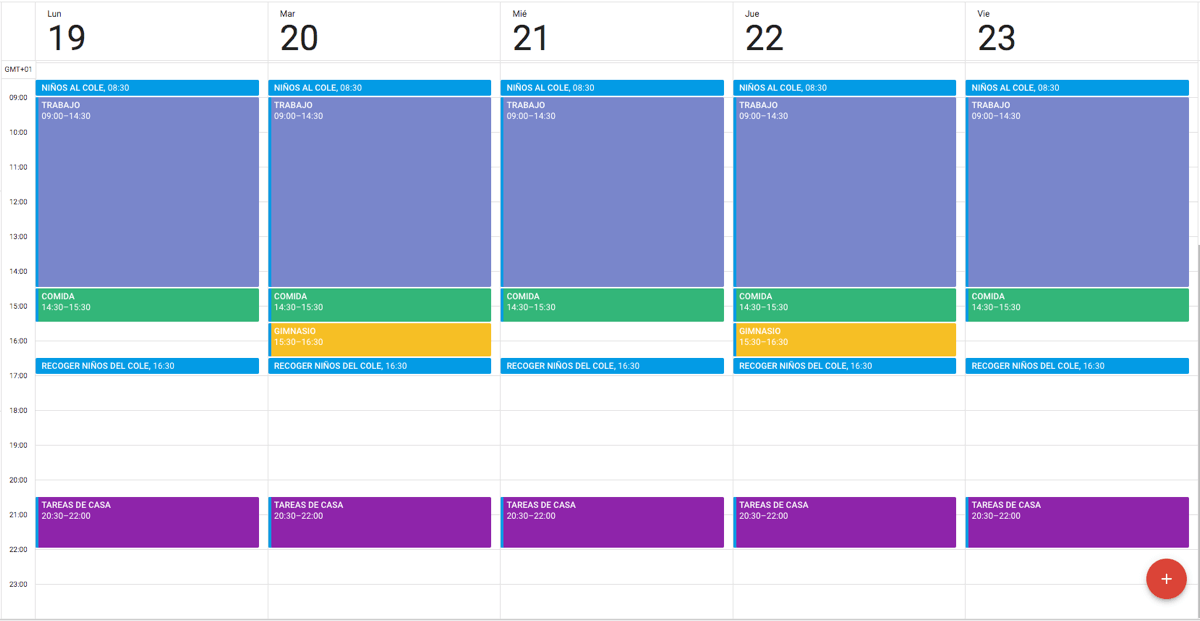 Lun
19
Mar
20
Mié
21
Jue
22
Vie
23
GMT+01
NIÑOS AL COLE, 08:30
NIÑOS AL COLE, 08:30
NIÑOS AL COLE, 08:30
NIÑOS AL COLE, 08:30
NIÑOS AL COLE, 08:30
09:00
TRABAJO
09:00–14:30
TRABAJO
09:00–14:30
TRABAJO
09:00–14:30
TRABAJO
09:00–14:30
TRABAJO
09:00–14:30
10:00
11:00
12:00
13:00
14:00
COMIDA
14:30–15:30
COMIDA
14:30–15:30
COMIDA
14:30–15:30
COMIDA
14:30–15:30
COMIDA
14:30–15:30
15:00
GIMNASIO
15:30–16:30
GIMNASIO
15:30–16:30
16:00
RECOGER NIÑOS DEL COLE, 16:30
RECOGER NIÑOS DEL COLE, 16:30
RECOGER NIÑOS DEL COLE, 16:30
RECOGER NIÑOS DEL COLE, 16:30
RECOGER NIÑOS DEL COLE, 16:30
17:00
18:00
19:00
20:00
TAREAS DE CASA
20:30–22:00
TAREAS DE CASA
20:30–22:00
TAREAS DE CASA
20:30–22:00
TAREAS DE CASA
20:30–22:00
TAREAS DE CASA
20:30–22:00
21:00
22:00
23:00
+